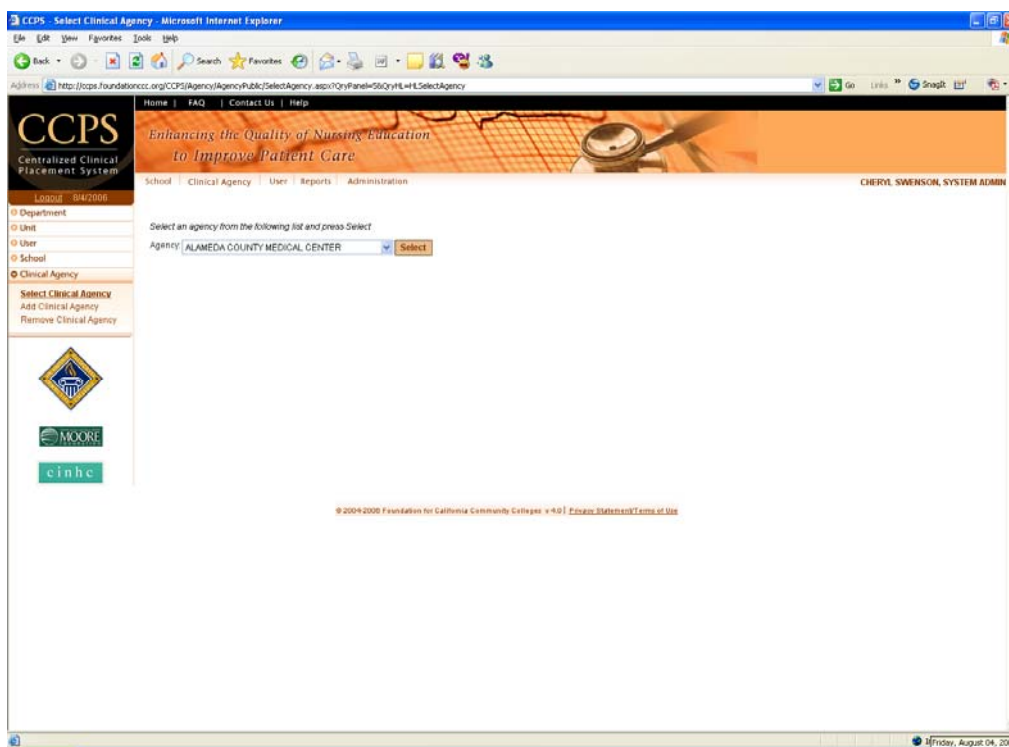 CCPS - Select Clinical Agency - Microsoft Internet Explorer
File Edit View Favorites Tools Help
Back Search Favorites
Address http://ccps.foundationccc.org/CCPS/Agency/AgencyPublic/SelectAgency.aspx?QryPanel=5&QryHL=HLSelectAgency Go Links » SnagIt
Home | FAQ | Contact Us | Help
CCPS
Centralized Clinical
Placement System
Enhancing the Quality of Nursing Education
to Improve Patient Care
School | Clinical Agency | User | Reports | Administration
CHERYL SWENSON, SYSTEM ADMIN
Logout 8/4/2006
Department
Unit
User
School
Clinical Agency
Select Clinical Agency
Add Clinical Agency
Remove Clinical Agency
Select an agency from the following list and press Select
Agency: ALAMEDA COUNTY MEDICAL CENTER Select
MOORE
cinhc
© 2004-2006 Foundation for California Community Colleges v 4.0 | Privacy Statement/Terms of Use
Friday, August 04, 20